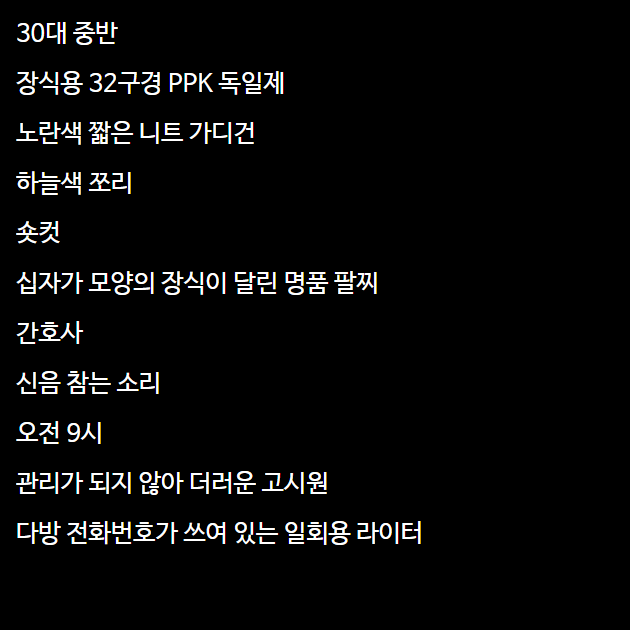 30대 중반
장식용 32구경 PPK 독일제
노란색 짧은 니트 가디건
하늘색 쪼리
숏컷
십자가 모양의 장식이 달린 명품 팔찌
간호사
신음 참는 소리
오전 9시
관리가 되지 않아 더러운 고시원
다방 전화번호가 쓰여 있는 일회용 라이터